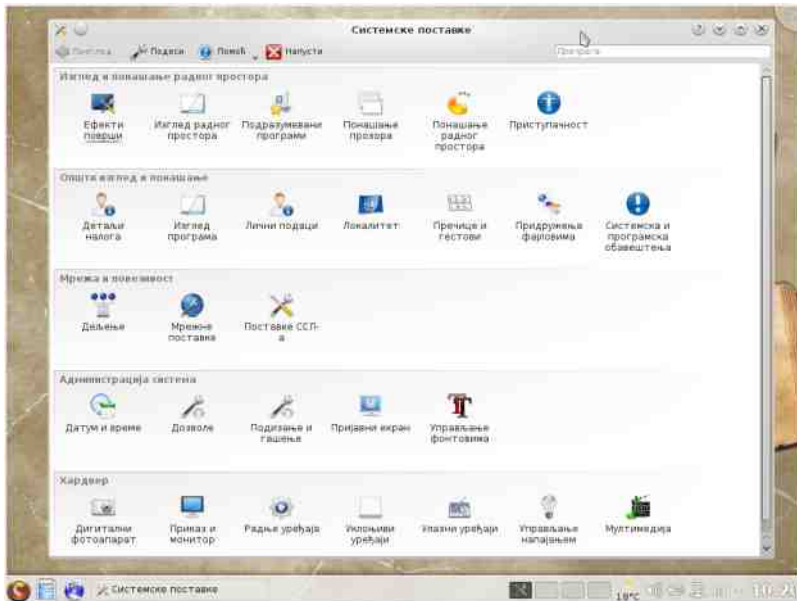 Системске поставке
Преглед Подеси Помоћ Напусти
Претрага
Изглед и понашање радног простора
Ефекти површи
Изглед радног простора
Подразумевани програми
Понашање прозора
Понашање радног простора
Приступачност
Општи изглед и понашање
Детаљи налога
Изглед програма
Лични подаци
Локалитет
Пречице и гестови
Придружења фајловима
Системска и програмска обавештења
Мрежа и повезивост
Дељење
Мрежне поставке
Поставке ССЛ-а
Администрација система
Датум и време
Дозволе
Подизање и гашење
Пријавни екран
Управљање фонтовима
Хардвер
Дигитални фотоапарат
Приказ и монитор
Радње уређаја
Уклоњиви уређаји
Улазни уређаји
Управљање напајањем
Мултимедија
Системске поставке